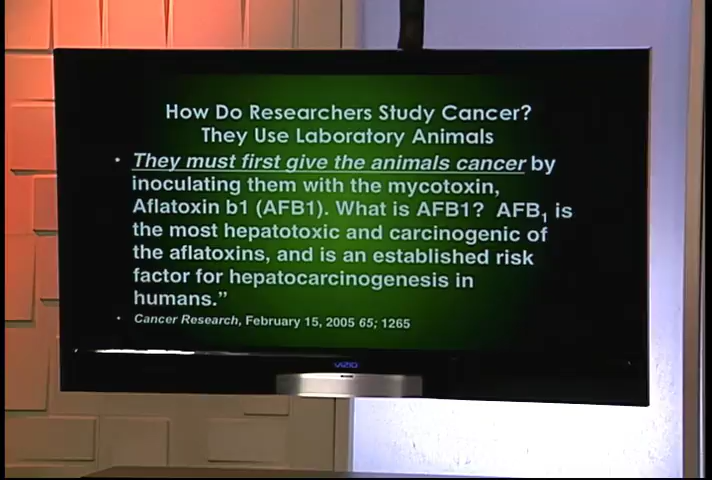 How Do Researchers Study Cancer?
They Use Laboratory Animals
• They must first give the animals cancer by
inoculating them with the mycotoxin,
Aflatoxin b1 (AFB1). What is AFB1? AFB₁ is
the most hepatotoxic and carcinogenic of
the aflatoxins, and is an established risk
factor for hepatocarcinogenesis in
humans.”
• Cancer Research, February 15, 2005 65; 1265
VIZIO